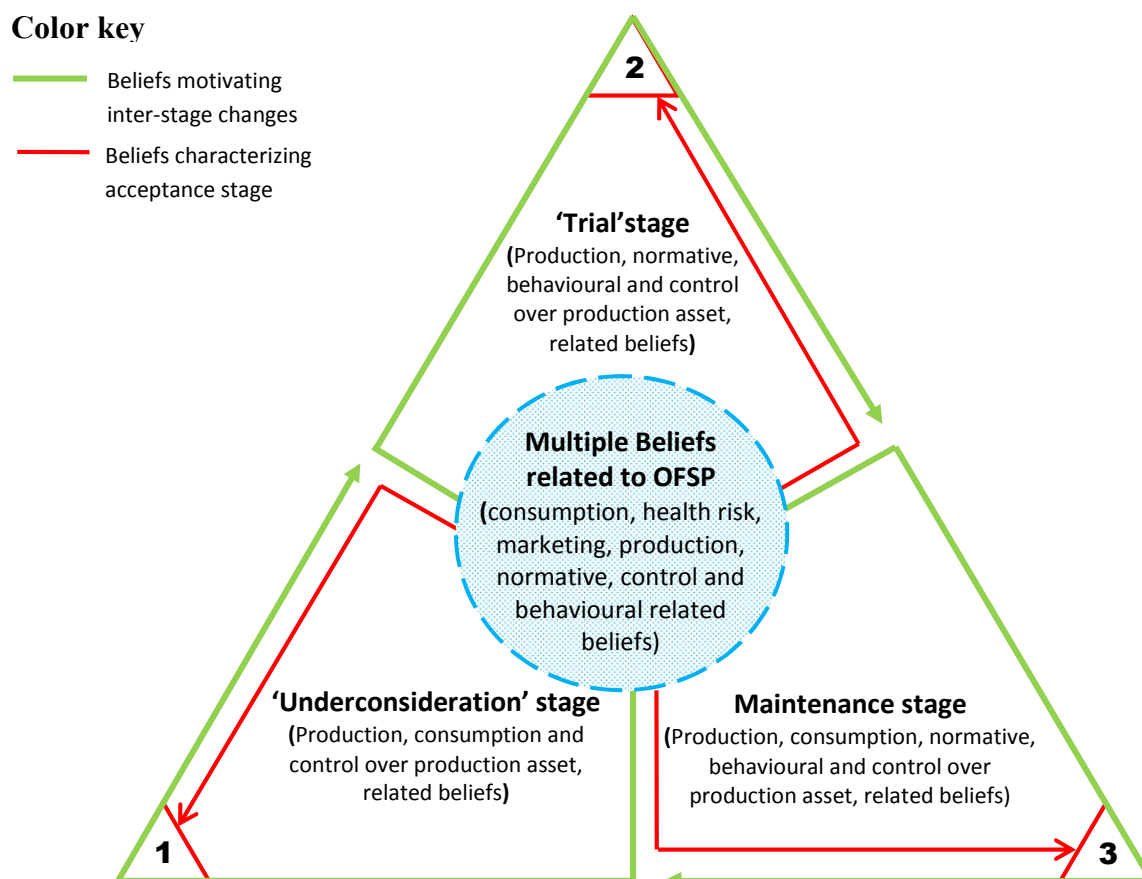 Color key
Beliefs motivating
inter-stage changes
Beliefs characterizing
acceptance stage
2
‘Trial’stage
(Production, normative,
behavioural and control
over production asset,
related beliefs)
Multiple Beliefs
related to OFSP
(consumption, health risk,
marketing, production,
normative, control and
behavioural related
beliefs)
‘Underconsideration’ stage
(Production, consumption and
control over production asset,
related beliefs)
Maintenance stage
(Production, consumption, normative,
behavioural and control over
production asset, related beliefs)
1
3